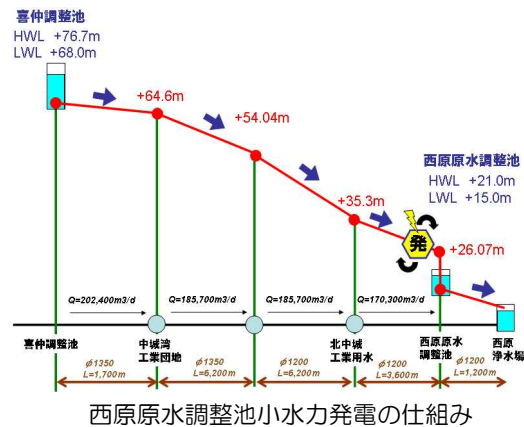 喜仲調整池
HWL +76.7m
LWL +68.0m
+64.6m
+54.04m
西原原水調整池
HWL +21.0m
LWL +15.0m
+35.3m
発
+26.07m
Q=202,400m3/d
Q=185,700m3/d
Q=185,700m3/d
Q=170,300m3/d
喜仲調整池
中城湾
工業団地
北中城
工業用水
西原原水
調整池
西原
浄水場
φ1350
L=1,700m
φ1350
L=6,200m
φ1200
L=6,200m
φ1200
L=3,600m
φ1200
L=1,200m
西原原水調整池小水力発電の仕組み